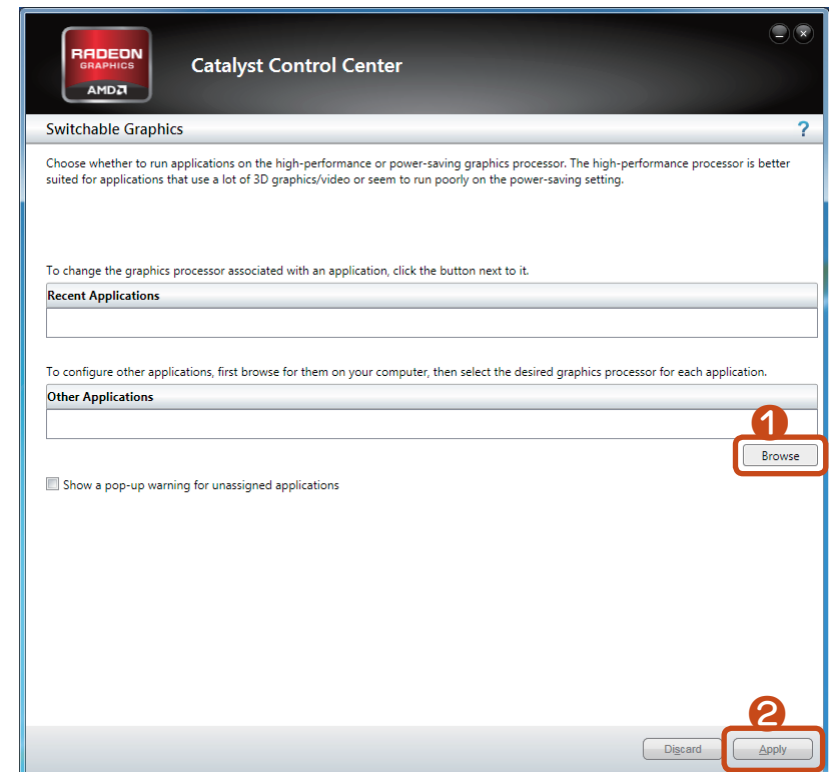 RADEON
GRAPHICS
AMD
Catalyst Control Center
Switchable Graphics
?
Choose whether to run applications on the high-performance or power-saving graphics processor. The high-performance processor is better
suited for applications that use a lot of 3D graphics/video or seem to run poorly on the power-saving setting.
To change the graphics processor associated with an application, click the button next to it.
Recent Applications
To configure other applications, first browse for them on your computer, then select the desired graphics processor for each application.
Other Applications
1
Browse
Show a pop-up warning for unassigned applications
2
Discard
Apply